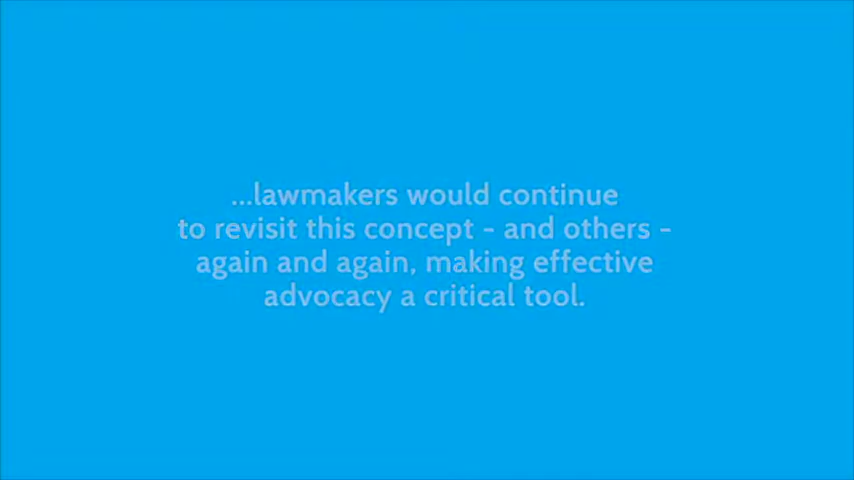 ...lawmakers would continue
to revisit this concept - and others -
again and again, making effective
advocacy a critical tool.